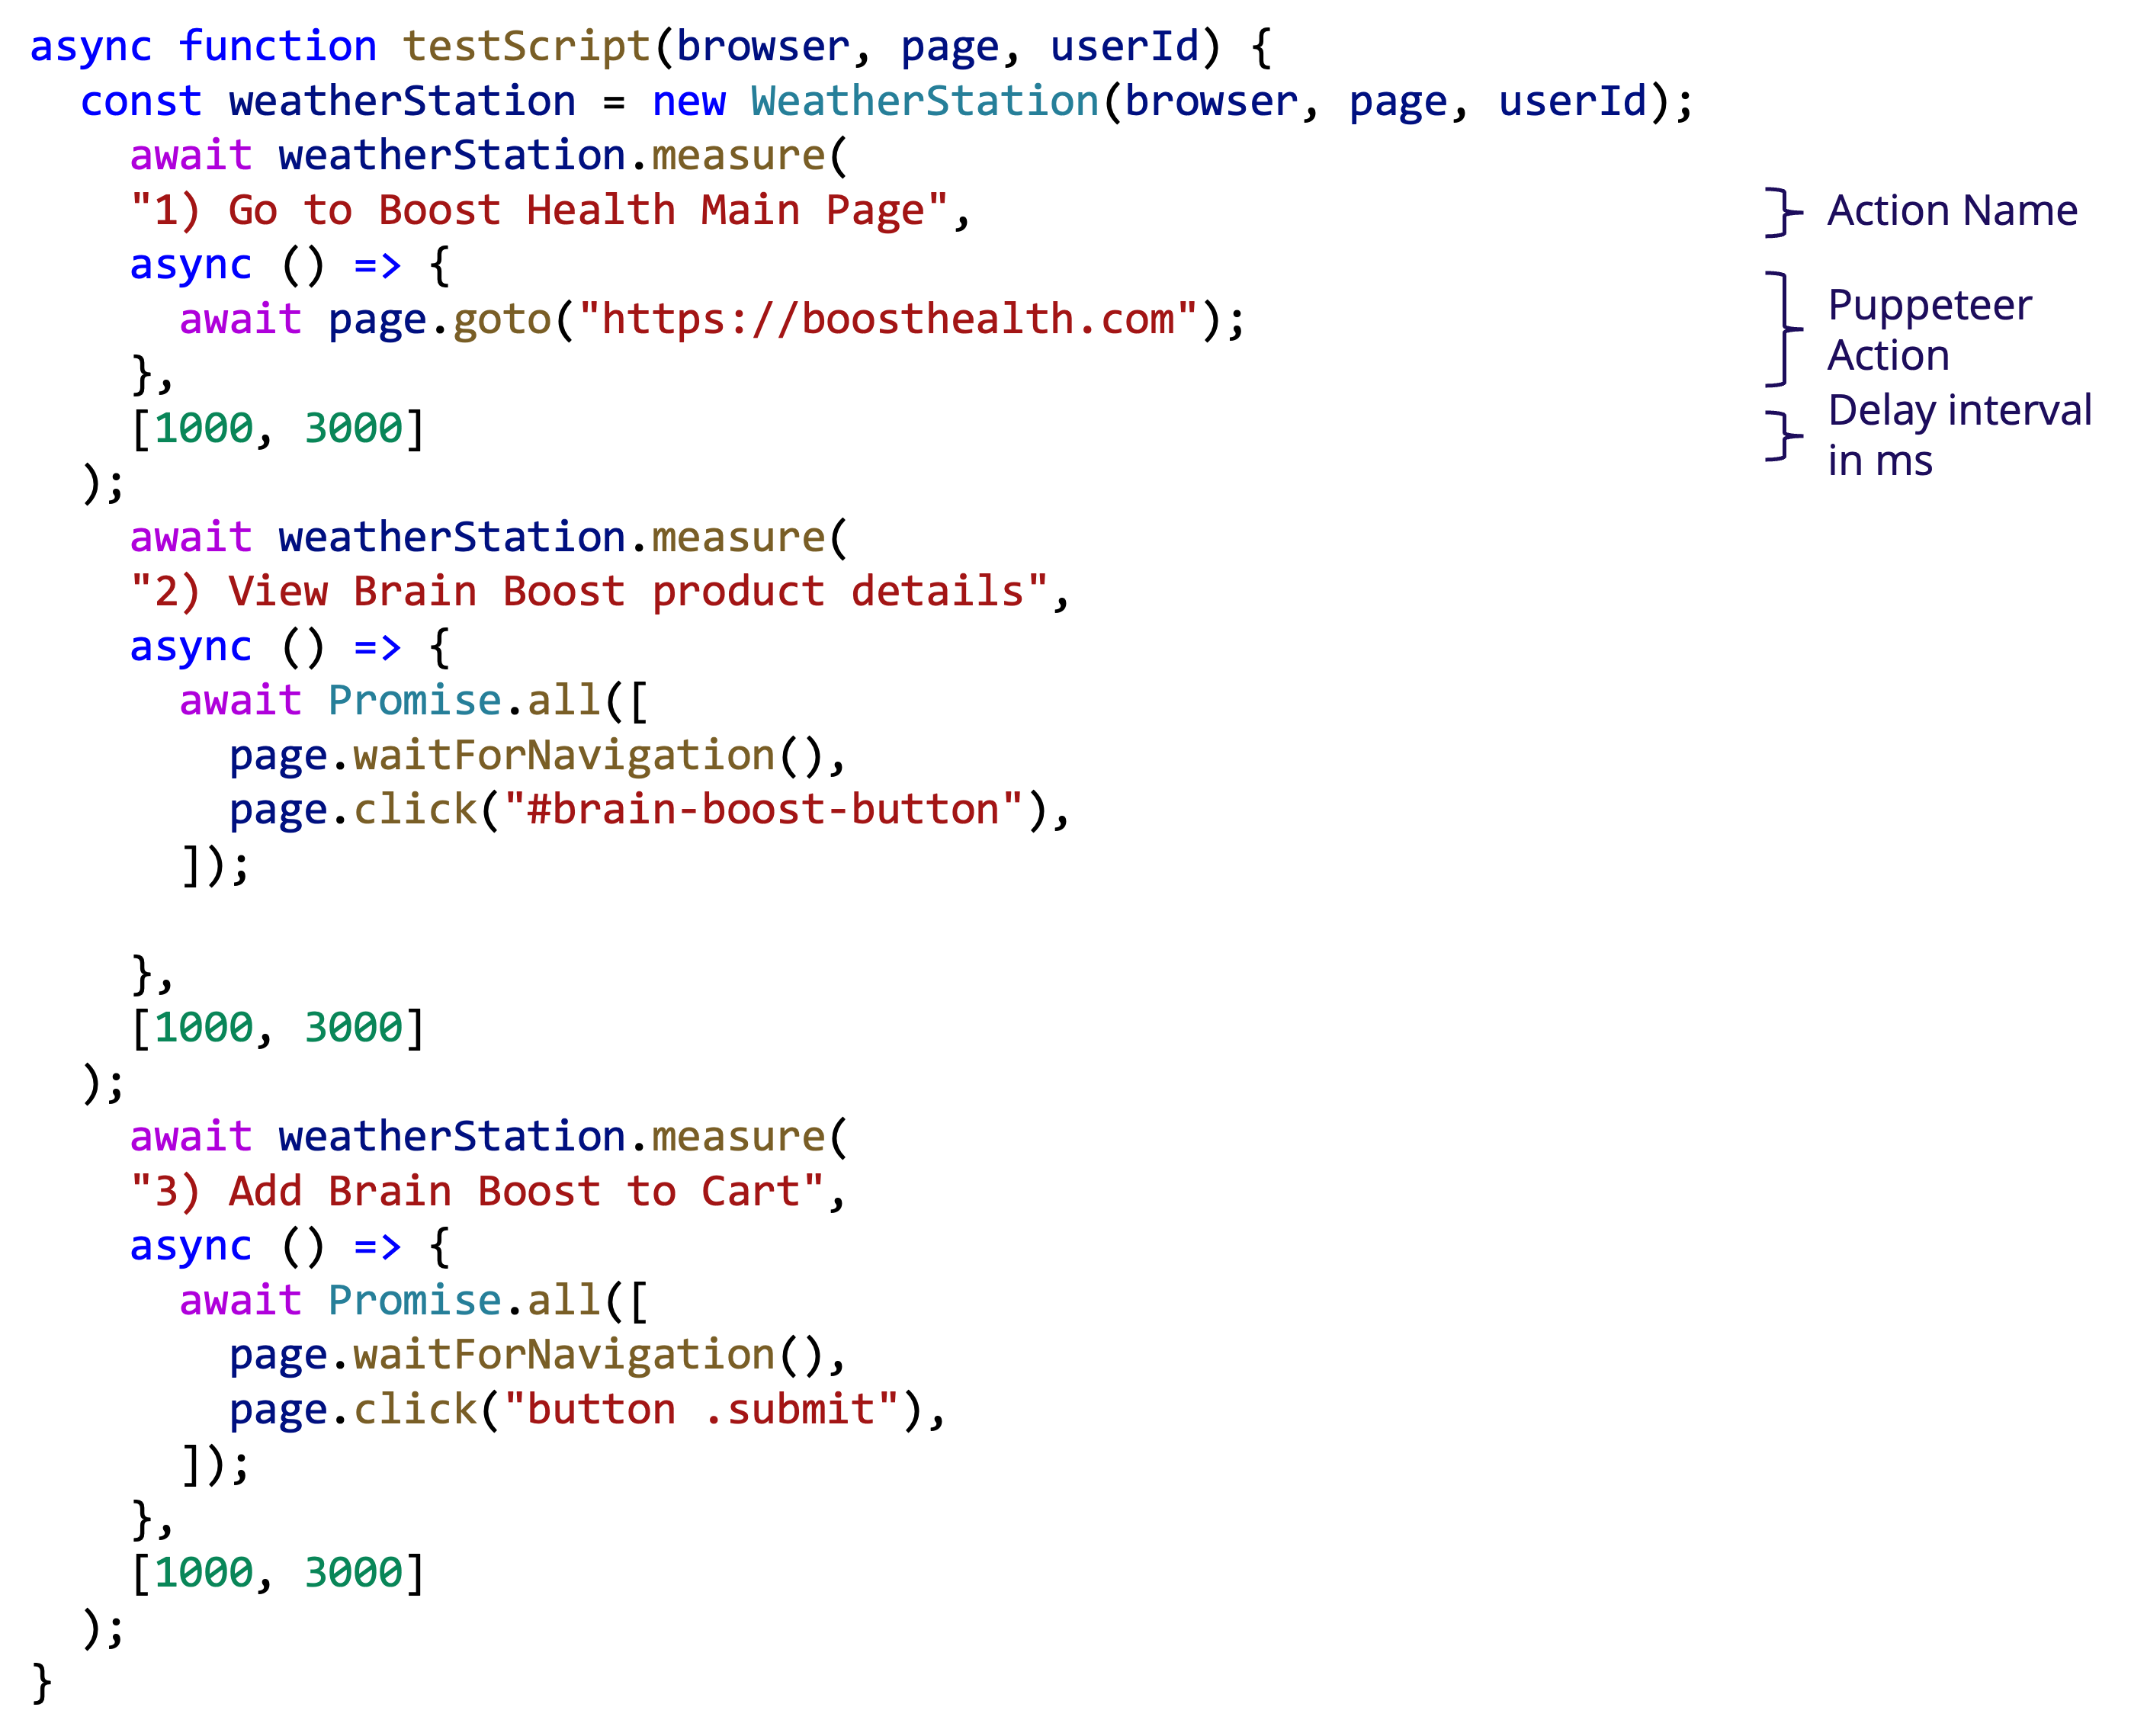 async function testScript(browser, page, userId) {
  const weatherStation = new WeatherStation(browser, page, userId);
    await weatherStation.measure(
    "1) Go to Boost Health Main Page",
    async () => {
      await page.goto("https://boosthealth.com");
    },
    [1000, 3000]
  );
    await weatherStation.measure(
    "2) View Brain Boost product details",
    async () => {
      await Promise.all([
        page.waitForNavigation(),
        page.click("#brain-boost-button"),
      ]);
    },
    [1000, 3000]
  );
    await weatherStation.measure(
    "3) Add Brain Boost to Cart",
    async () => {
      await Promise.all([
        page.waitForNavigation(),
        page.click("button .submit"),
      ]);
    },
    [1000, 3000]
  );
}
Action Name
Puppeteer
Action
Delay interval
in ms